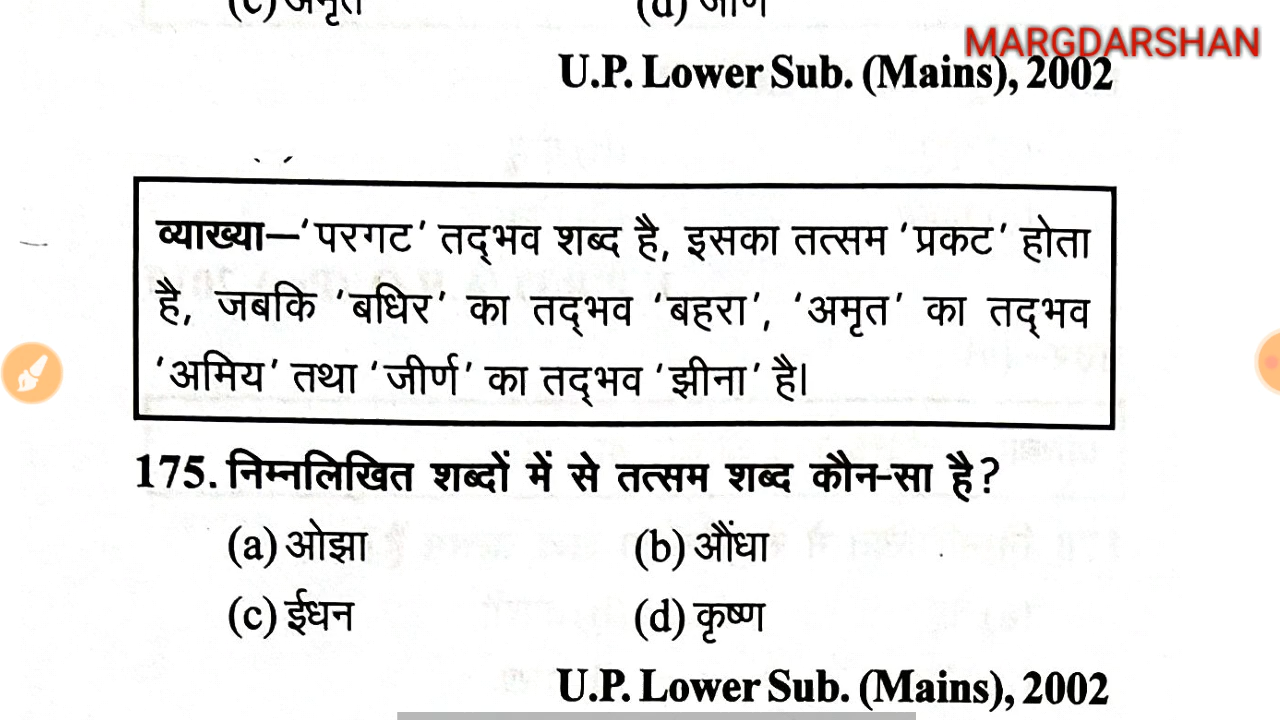 (c) अमृत (d) जीर्ण
MARGDARSHAN
U.P. Lower Sub. (Mains), 2002
व्याख्या–‘परगट’ तद्भव शब्द है, इसका तत्सम ‘प्रकट’ होता
है, जबकि ‘बधिर’ का तद्भव ‘बहरा’, ‘अमृत’ का तद्भव
‘अमिय’ तथा ‘जीर्ण’ का तद्भव ‘झीना’ है।
175. निम्नलिखित शब्दों में से तत्सम शब्द कौन-सा है?
(a) ओझा (b) औंधा
(c) ईधन (d) कृष्ण
U.P. Lower Sub. (Mains), 2002